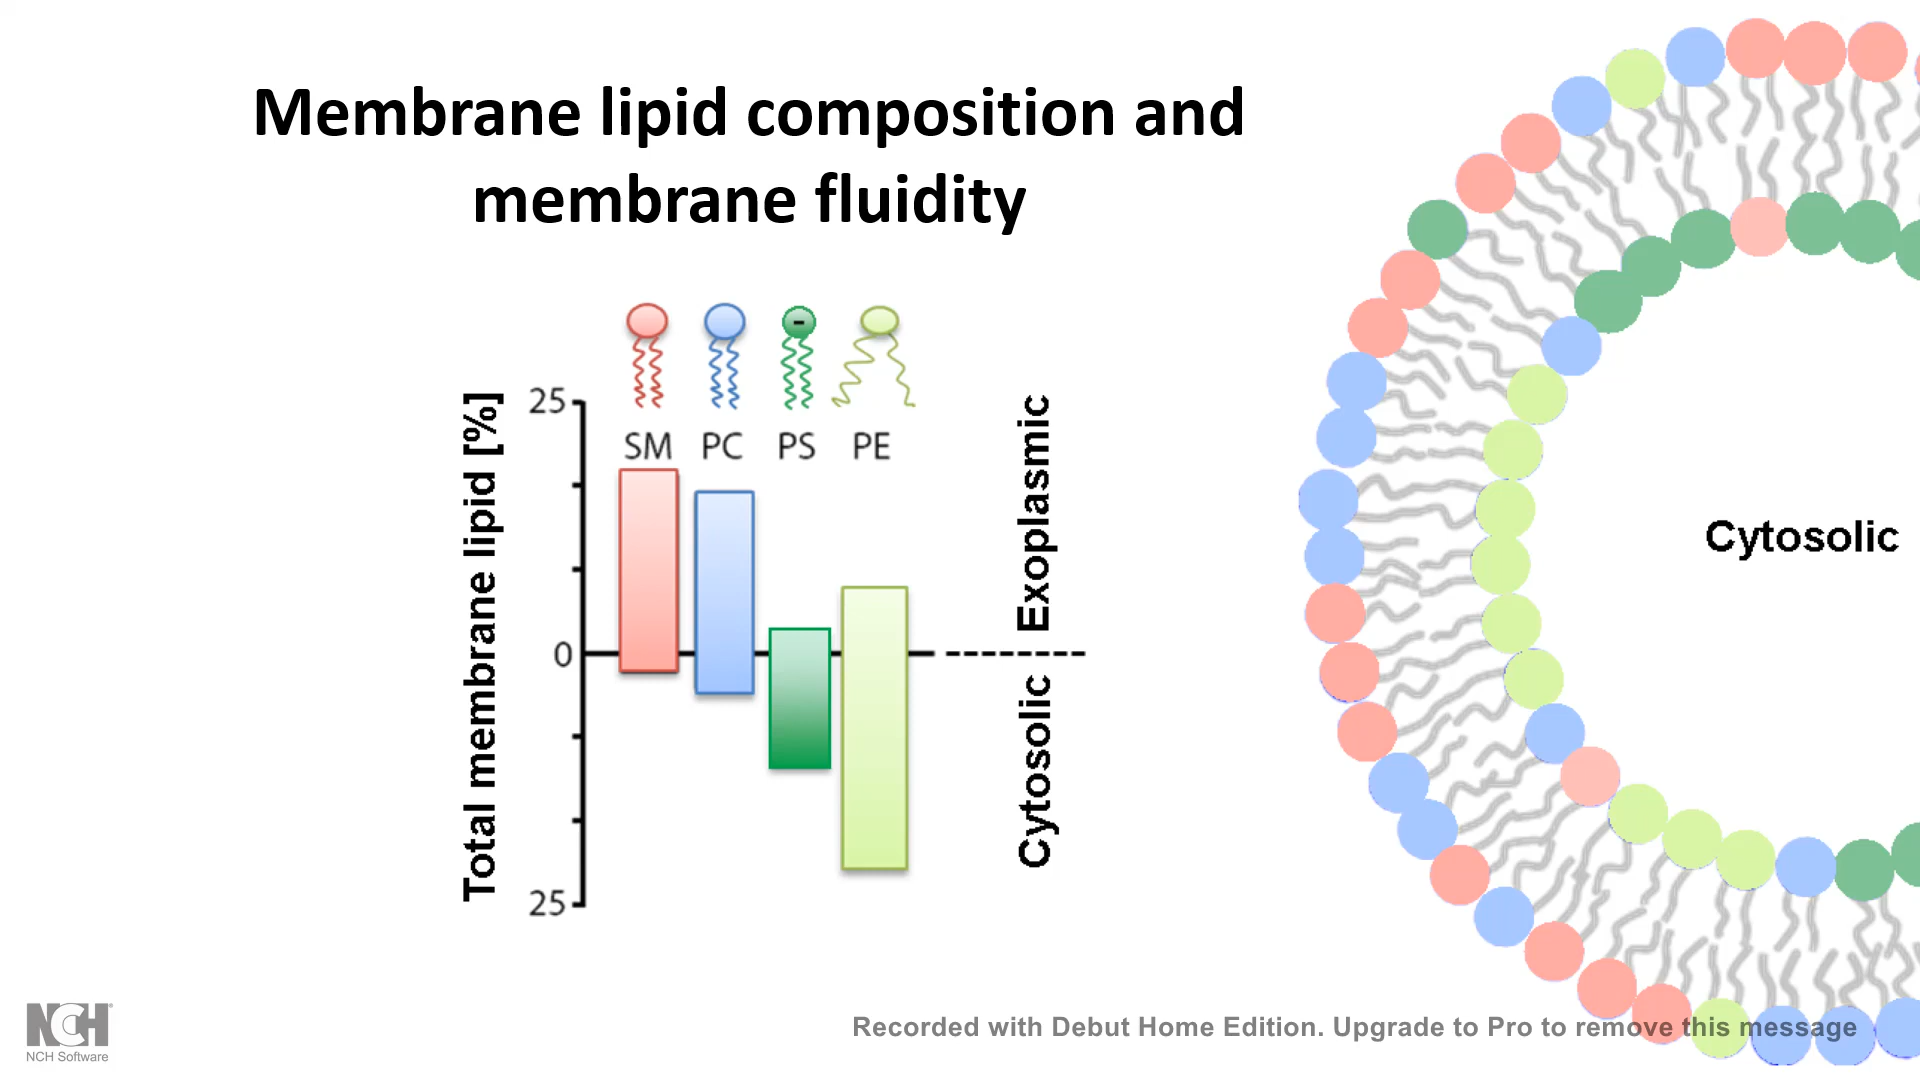 Membrane lipid composition and
membrane fluidity
Total membrane lipid [%]
25
0
25
SM PC PS PE
-
Exoplasmic
Cytosolic
Cytosolic
NCH®
NCH Software
Recorded with Debut Home Edition. Upgrade to Pro to remove this message